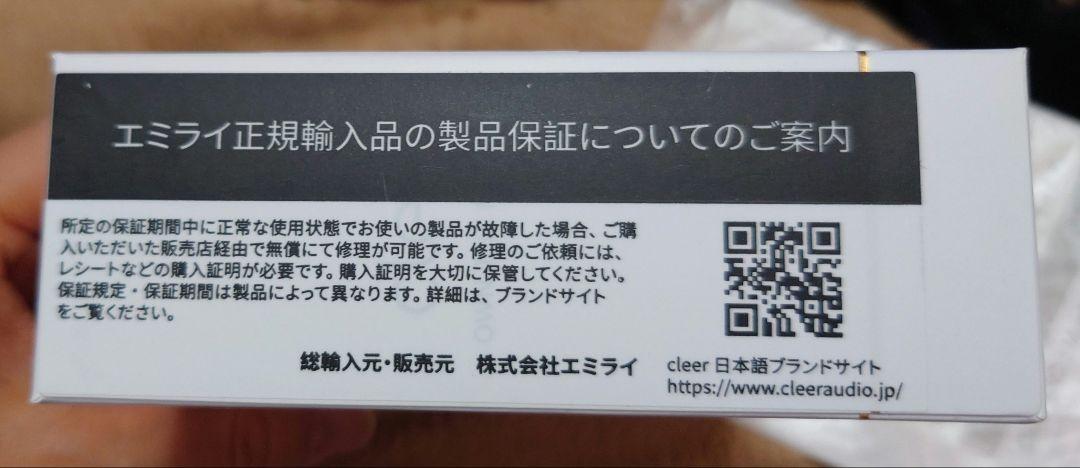 エミライ正規輸入品の製品保証についてのご案内
所定の保証期間中に正常な使用状態でお使いの製品が故障した場合、ご購
入いただいた販売店経由で無償にて修理が可能です。修理のご依頼には、
レシートなどの購入証明が必要です。購入証明を大切に保管してください。
保証規定・保証期間は製品によって異なります。詳細は、ブランドサイト
をご覧ください。
総輸入元・販売元 株式会社エミライ
cleer 日本語ブランドサイト
https://www.cleeraudio.jp/